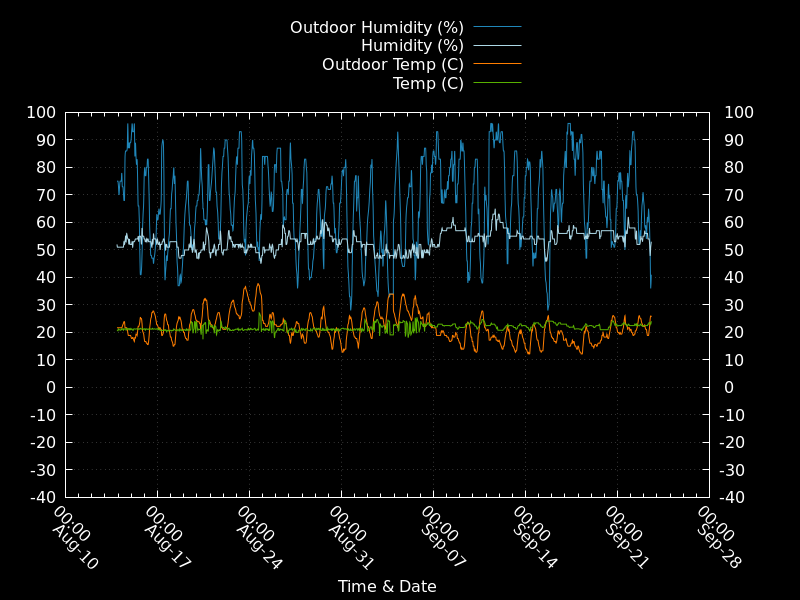 Outdoor Humidity (%)
Humidity (%)
Outdoor Temp (C)
Temp (C)
100 100
90 90
80 80
70 70
60 60
50 50
40 40
30 30
20 20
10 10
0 0
-10 -10
-20 -20
-30 -30
-40 -40
00:00 00:00 00:00 00:00 00:00 00:00 00:00 00:00
Aug-10 Aug-17 Aug-24 Aug-31 Sep-07 Sep-14 Sep-21 Sep-28
Time & Date